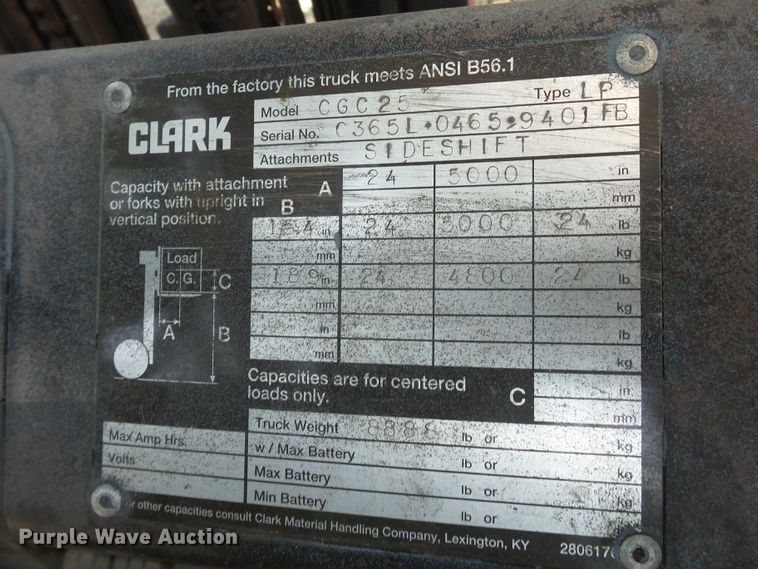 From the factory this truck meets ANSI B56.1
CLARK
Model CGC25 Type LP
Serial No. C365L-0465-9401FB
Attachments SIDESHIFT
Capacity with attachment
or forks with upright in
vertical position.
A 24 5000 in
mm
B
in 24 5000 24 lb
mm kg
189 in 24 4800 24 lb
mm kg
in lb
mm kg
Load
C. G.
C
A
B
Capacities are for centered
loads only.
C in
mm
Truck Weight lb or kg
Max Amp Hrs.
w / Max Battery lb or kg
Volts
Max Battery lb or kg
Min Battery lb or kg
or other capacities consult Clark Material Handling Company, Lexington, KY
Purple Wave Auction